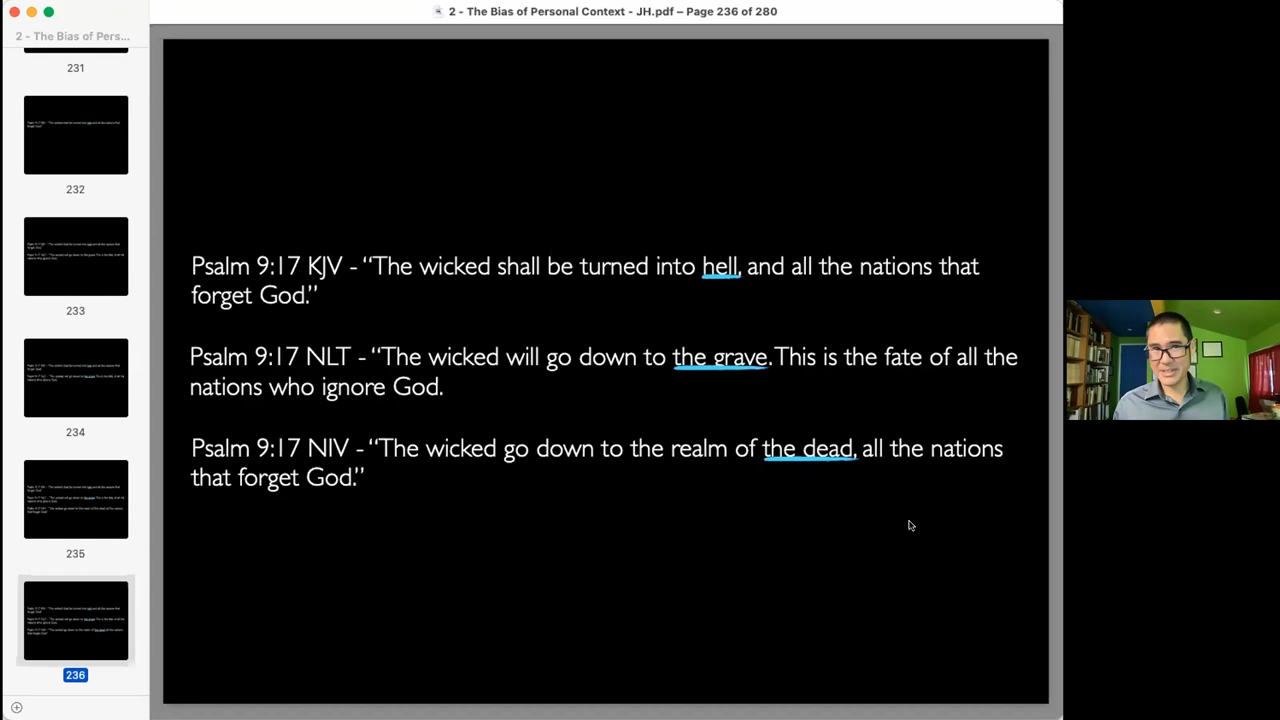 2 - The Bias of Personal Context - JH.pdf – Page 236 of 280
2 - The Bias of Pers...
231
232
233
234
235
236
Psalm 9:17 KJV - “The wicked shall be turned into hell, and all the nations that
forget God.”
Psalm 9:17 NLT - “The wicked will go down to the grave. This is the fate of all the
nations who ignore God.
Psalm 9:17 NIV - “The wicked go down to the realm of the dead, all the nations
that forget God.”